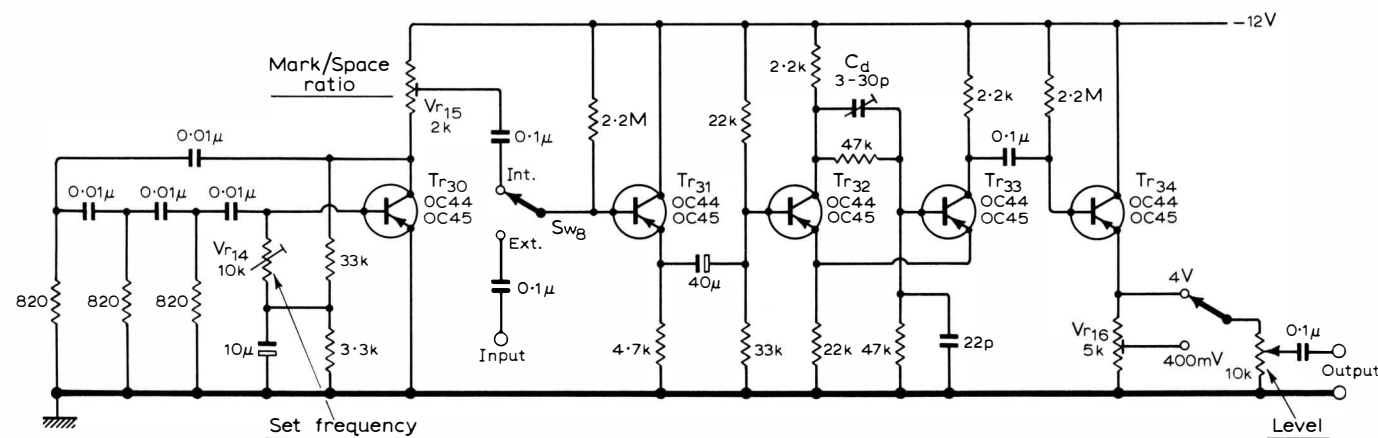 −12V
Mark/Space
ratio
Vr15
2k
0·1μ
2·2M
22k
2·2k
Cd
3-30p
47k
2·2k
2·2M
0·1μ
0·01μ
0·01μ
0·01μ
0·01μ
Tr30
OC44
OC45
Int.
Sw8
Ext.
0·1μ
Input
Tr31
OC44
OC45
Tr32
OC44
OC45
Tr33
OC44
OC45
Tr34
OC44
OC45
Vr14
10k
33k
40μ
820
820
820
10μ
3·3k
4·7k
33k
22k
47k
22p
4V
Vr16
5k
400mV
10k
0·1μ
Output
Set frequency
Level